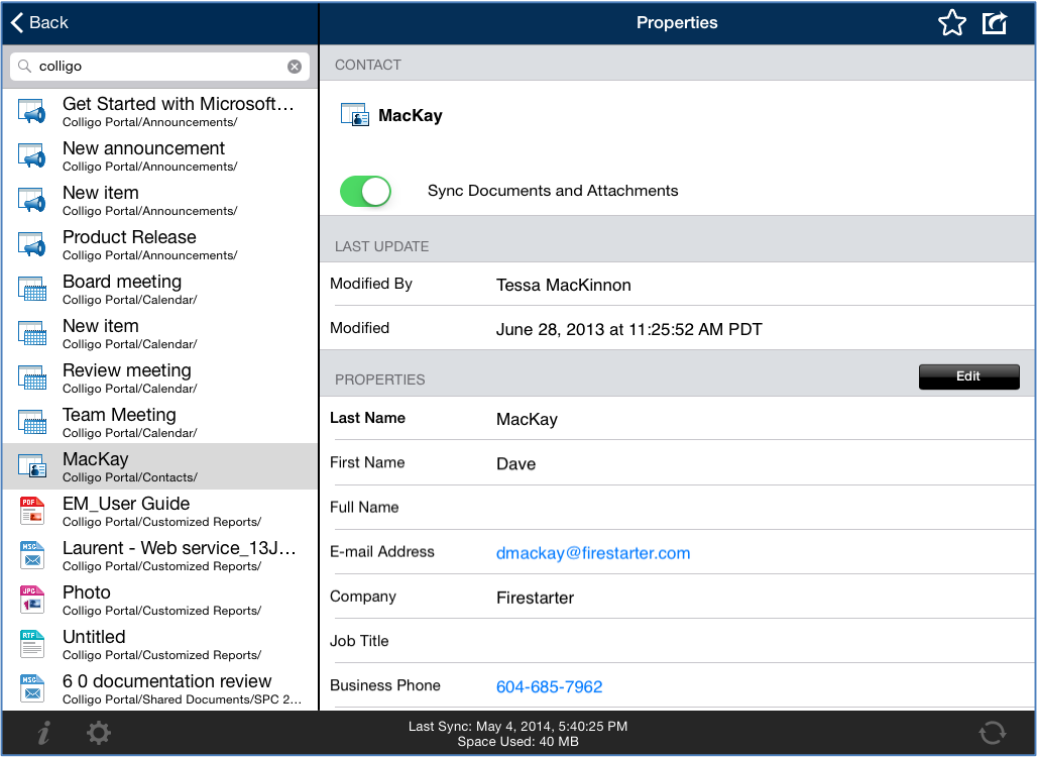 Back
Properties
colligo
Get Started with Microsoft...
Colligo Portal/Announcements/
New announcement
Colligo Portal/Announcements/
New item
Colligo Portal/Announcements/
Product Release
Colligo Portal/Announcements/
Board meeting
Colligo Portal/Calendar/
New item
Colligo Portal/Calendar/
Review meeting
Colligo Portal/Calendar/
Team Meeting
Colligo Portal/Calendar/
MacKay
Colligo Portal/Contacts/
PDF
EM_User Guide
Colligo Portal/Customized Reports/
MSG
Laurent - Web service_13J...
Colligo Portal/Customized Reports/
JPG
Photo
Colligo Portal/Customized Reports/
RTF
Untitled
Colligo Portal/Customized Reports/
MSG
6 0 documentation review
Colligo Portal/Shared Documents/SPC 2...
CONTACT
MacKay
Sync Documents and Attachments
LAST UPDATE
Modified By Tessa MacKinnon
Modified June 28, 2013 at 11:25:52 AM PDT
PROPERTIES Edit
Last Name MacKay
First Name Dave
Full Name
E-mail Address dmackay@firestarter.com
Company Firestarter
Job Title
Business Phone 604-685-7962
i
Last Sync: May 4, 2014, 5:40:25 PM
Space Used: 40 MB